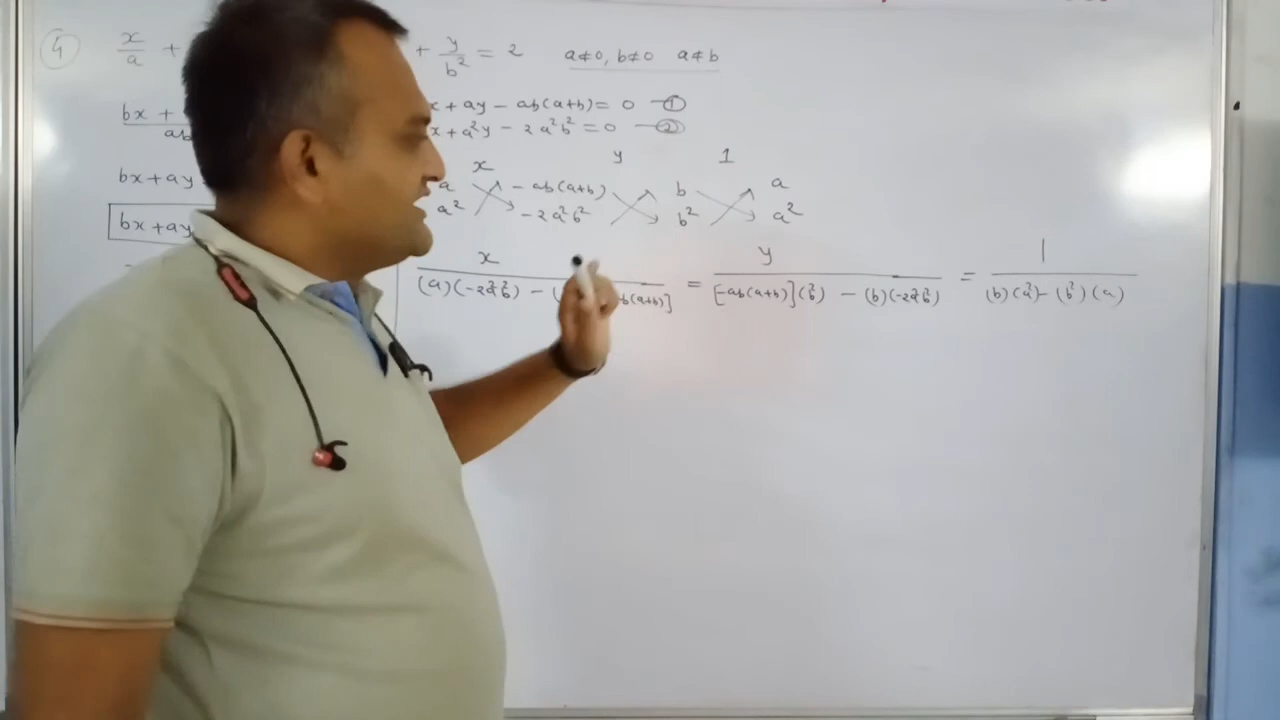 ④ x/a + + y/b² = 2 a≠0, b≠0 a≠b
bx + / ab
x + ay - ab(a+b) = 0 —①
x + a²y - 2a²b² = 0 —②
bx+ay
bx+ay
x y 1
a -ab(a+b) b a
a² -2a²b² b² a²
x / (a)(-2a²b²) - ( b(a+b)] = y / [-ab(a+b)](b²) - (b)(-2a²b²) = 1 / (b)(a²) - (b²)(a)